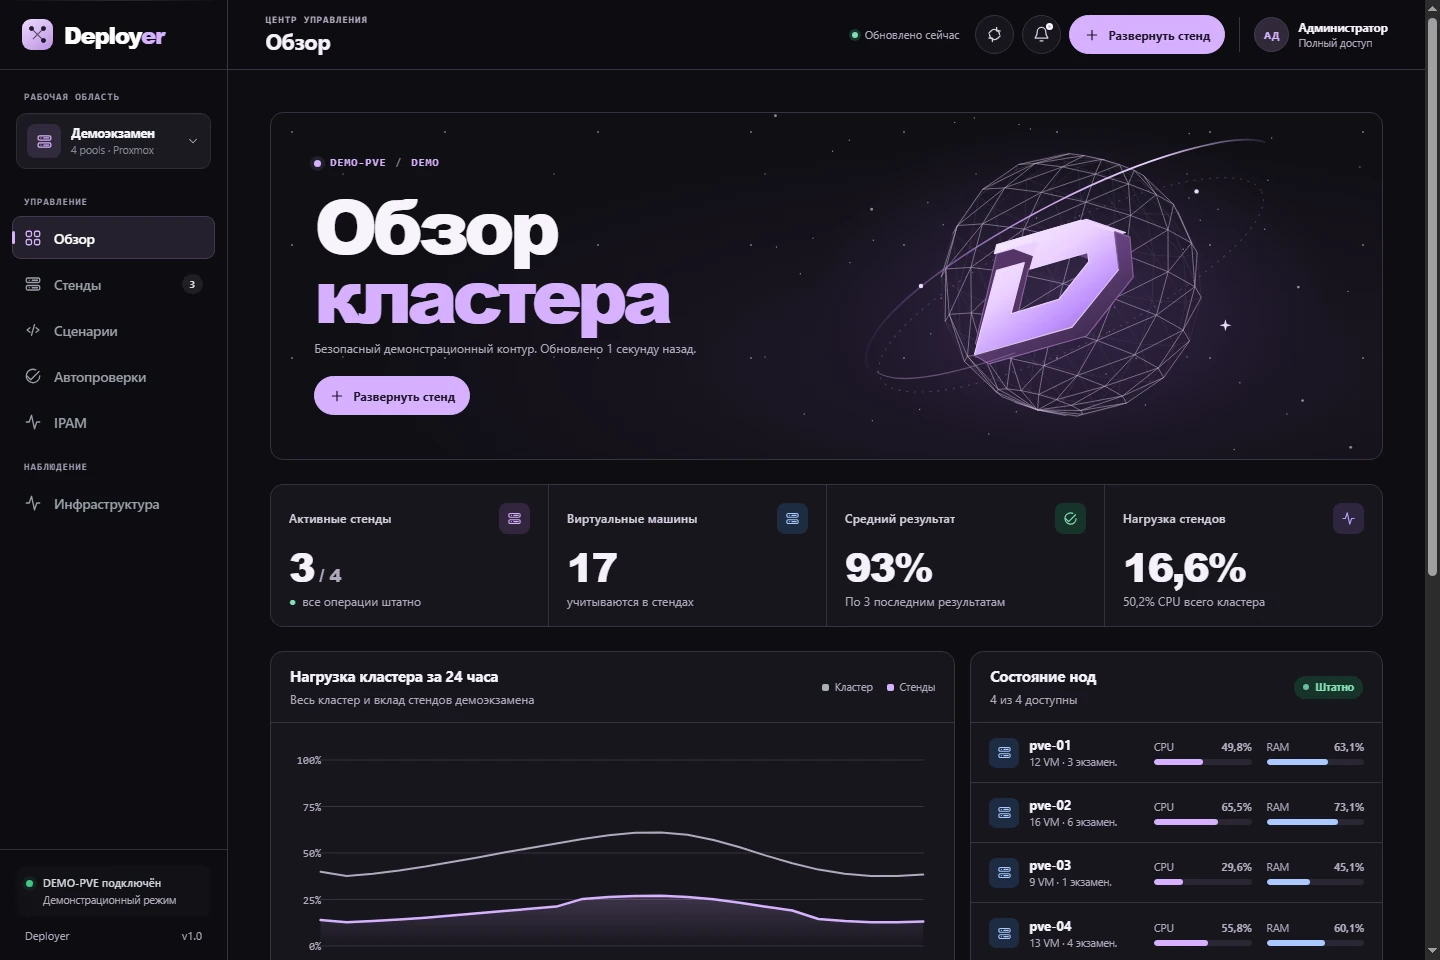 Deployer
ЦЕНТР УПРАВЛЕНИЯ
Обзор
Обновлено сейчас
Развернуть стенд
АД
Администратор
Полный доступ
РАБОЧАЯ ОБЛАСТЬ
Демоэкзамен
4 pools · Proxmox
УПРАВЛЕНИЕ
Обзор
Стенды
3
Сценарии
Автопроверки
IPAM
НАБЛЮДЕНИЕ
Инфраструктура
DEMO-PVE подключён
Демонстрационный режим
Deployer
v1.0
DEMO-PVE / DEMO
Обзор
кластера
Безопасный демонстрационный контур. Обновлено 1 секунду назад.
Развернуть стенд
Активные стенды
3 / 4
все операции штатно
Виртуальные машины
17
учитываются в стендах
Средний результат
93%
По 3 последним результатам
Нагрузка стендов
16,6%
50,2% CPU всего кластера
Нагрузка кластера за 24 часа
Весь кластер и вклад стендов демоэкзамена
Кластер
Стенды
100%
75%
50%
25%
0%
Состояние нод
4 из 4 доступны
Штатно
pve-01
12 VM · 3 экзамен.
CPU 49,8%
RAM 63,1%
pve-02
16 VM · 6 экзамен.
CPU 65,5%
RAM 73,1%
pve-03
9 VM · 1 экзамен.
CPU 29,6%
RAM 45,1%
pve-04
13 VM · 4 экзамен.
CPU 55,8%
RAM 60,1%